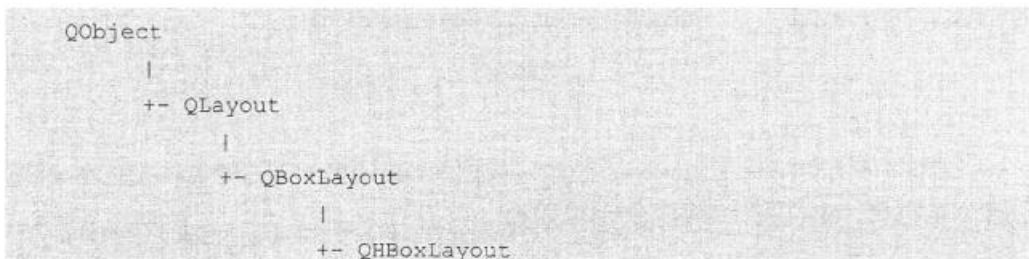 QObject
|
+- QLayout
|
+- QBoxLayout
|
+- QHBoxLayout